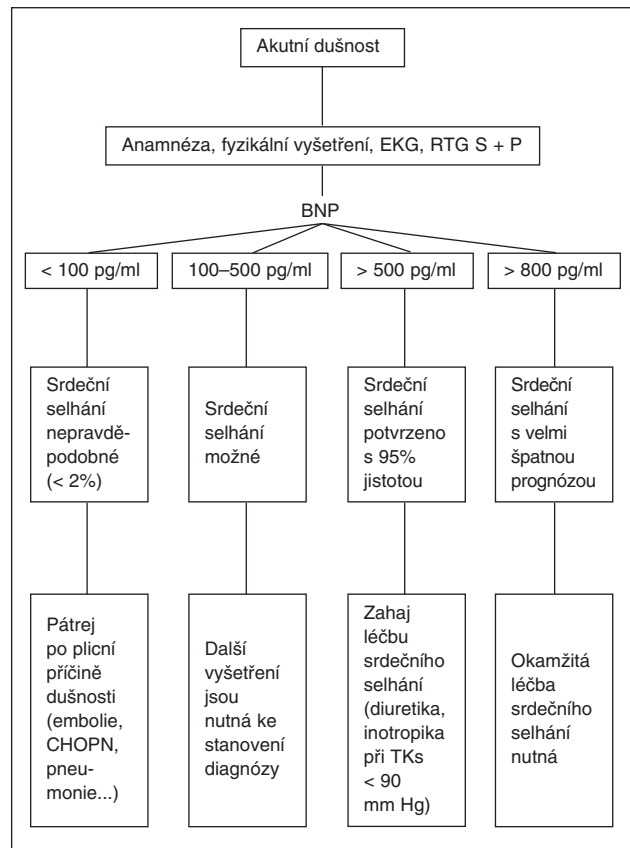 Akutní dušnost
Anamnéza, fyzikální vyšetření, EKG, RTG S + P
BNP
< 100 pg/ml
100–500 pg/ml
> 500 pg/ml
> 800 pg/ml
Srdeční
selhání
nepravdě-
podobné
(< 2%)
Srdeční
selhání
možné
Srdeční
selhání
potvrzeno
s 95%
jistotou
Srdeční
selhání
s velmi
špatnou
prognózou
Pátrej
po plicní
příčině
dušnosti
(embolie,
CHOPN,
pneu-
monie...)
Další
vyšetření
jsou
nutná ke
stanovení
diagnózy
Zahaj
léčbu
srdečního
selhání
(diuretika,
inotropika
při TKs
< 90
mm Hg)
Okamžitá
léčba
srdečního
selhání
nutná